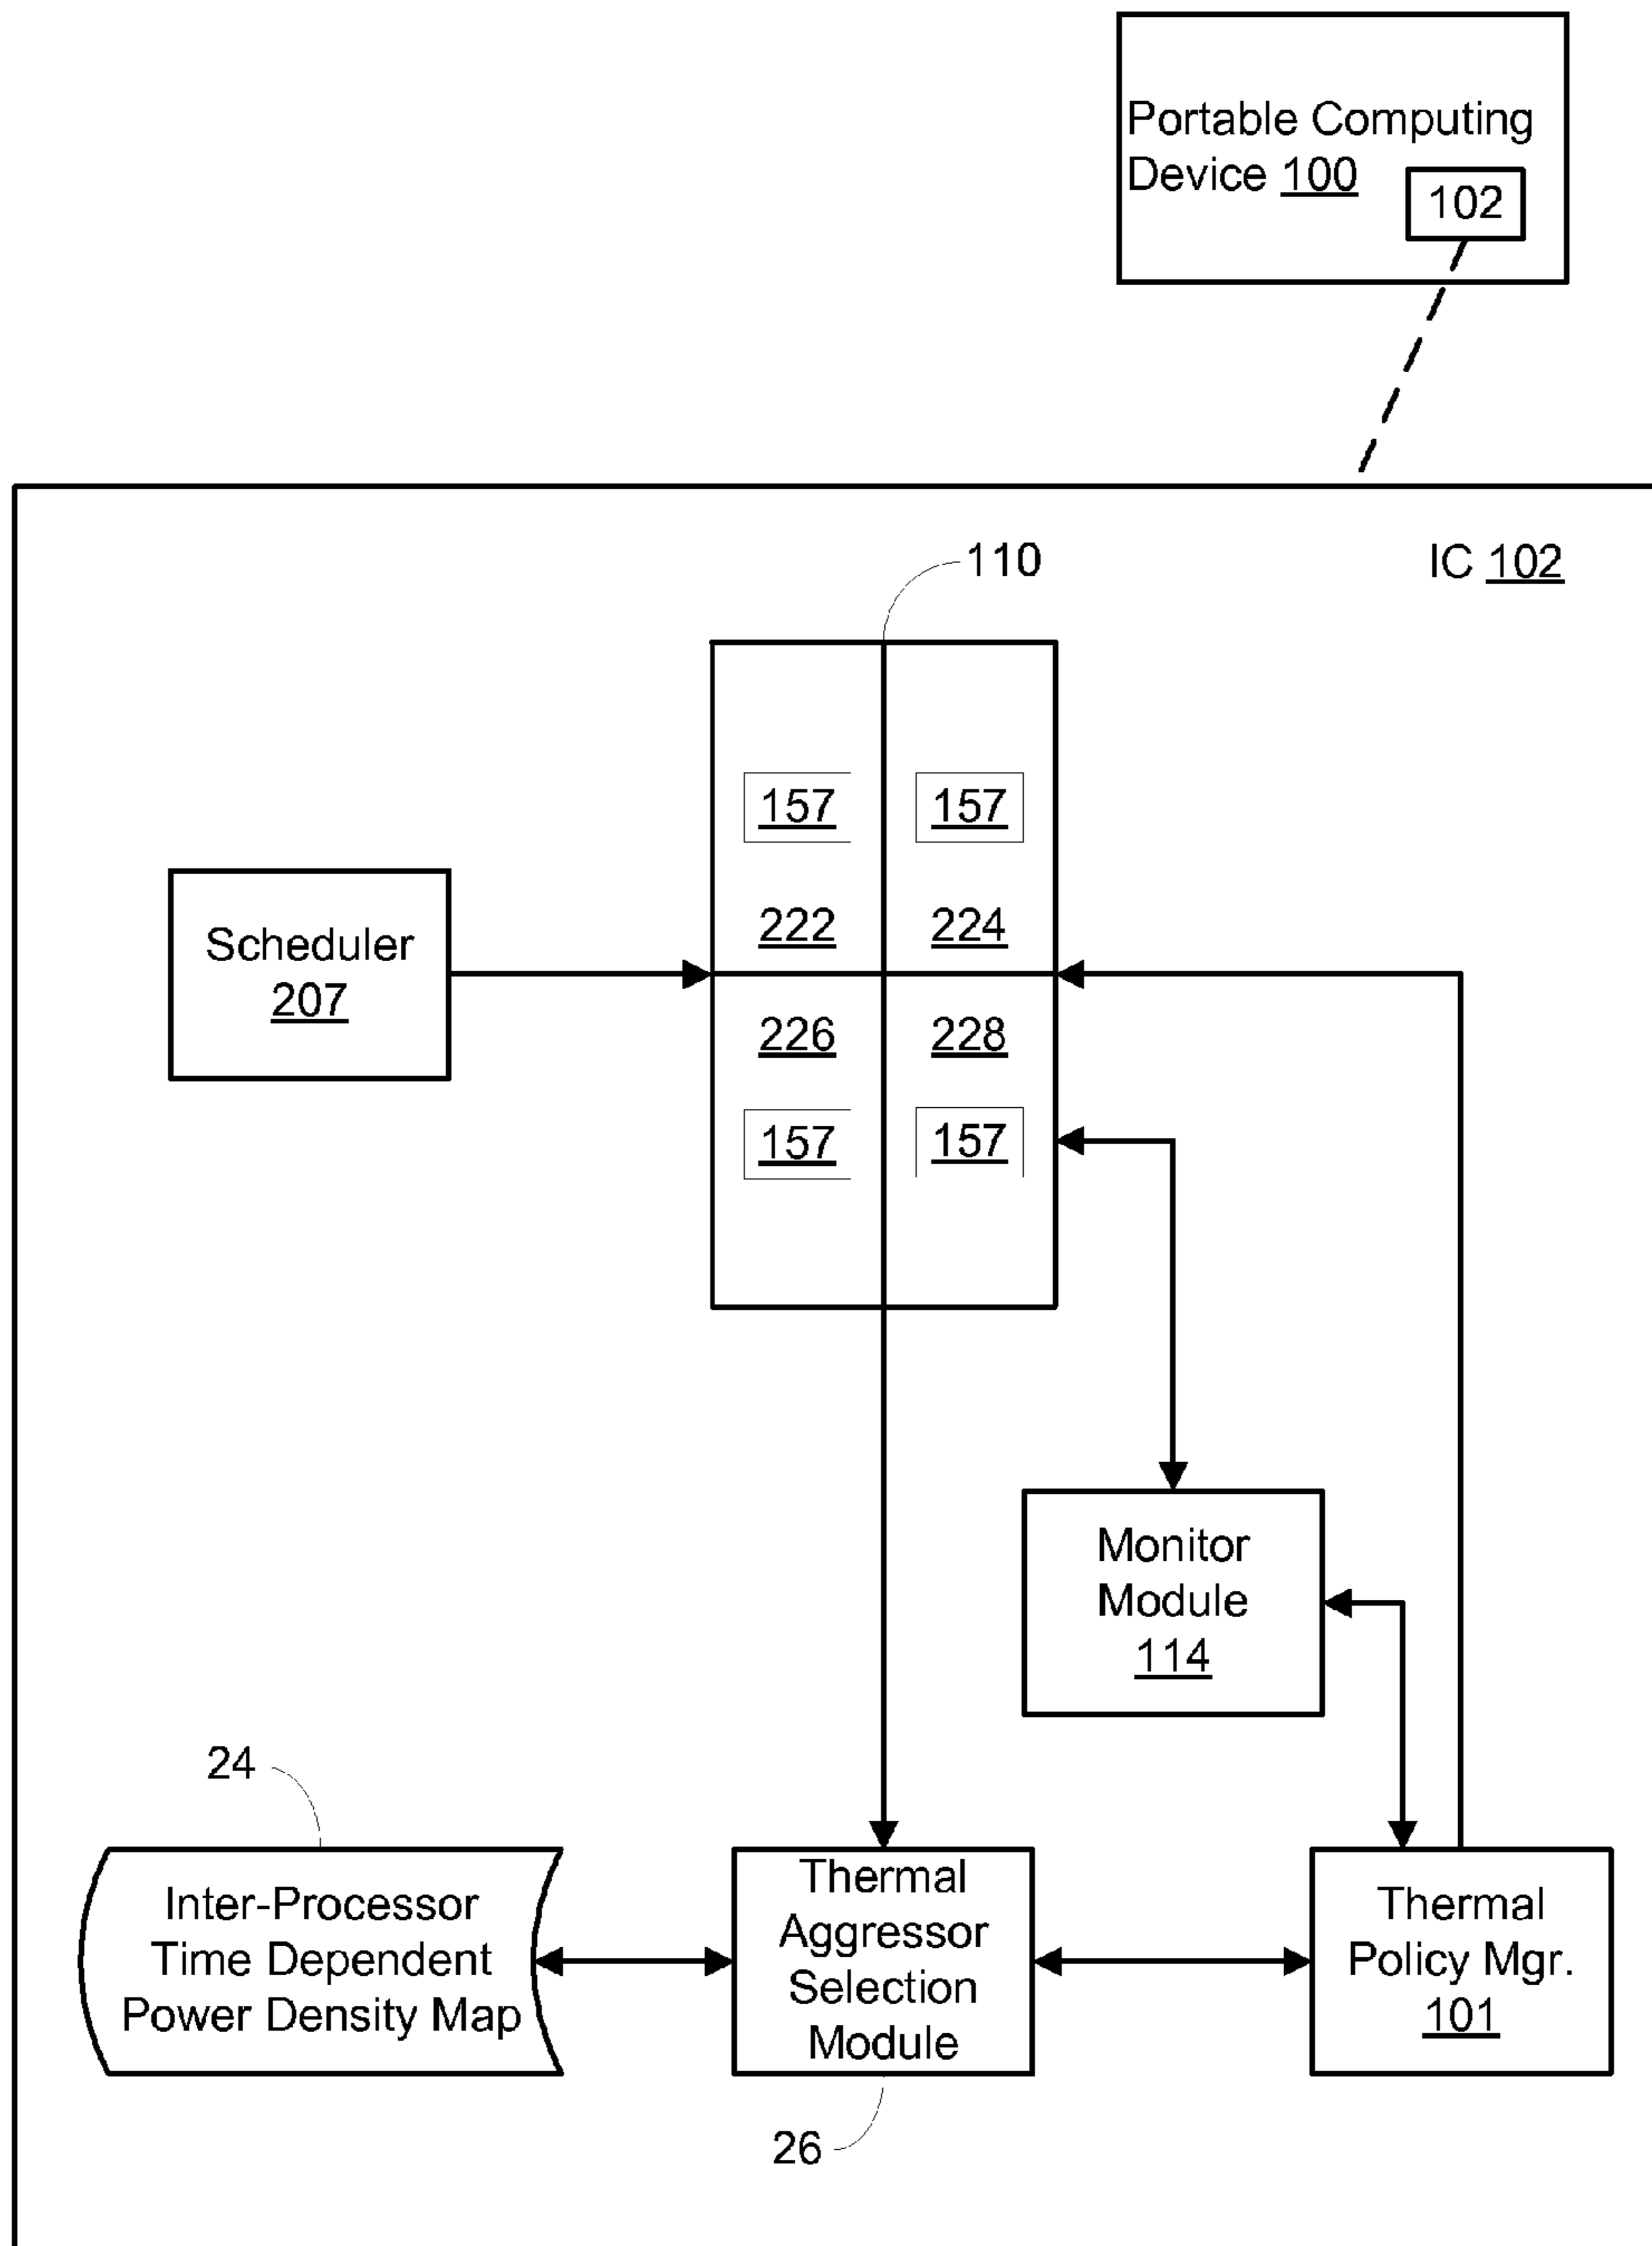 Portable Computing
Device 100
102
IC 102
110
157 157
222 224
Scheduler
207
226 228
157 157
Monitor
Module
114
24
Inter-Processor
Time Dependent
Power Density Map
Thermal
Aggressor
Selection
Module
Thermal
Policy Mgr.
101
26